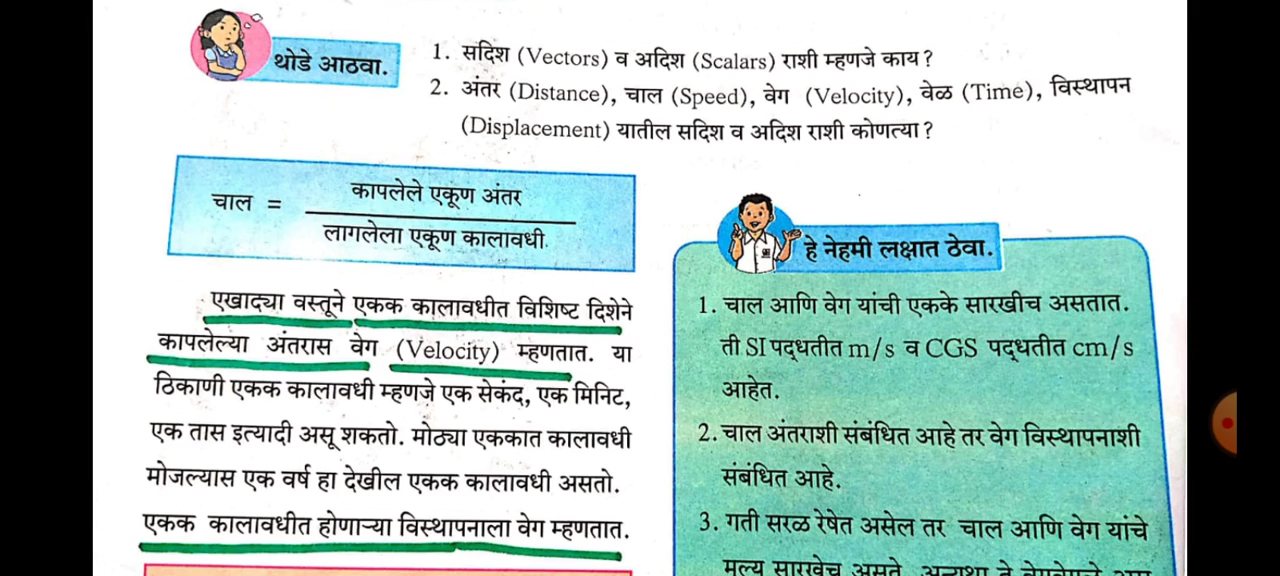 थोडे आठवा.
1. सदिश (Vectors) व अदिश (Scalars) राशी म्हणजे काय ?
2. अंतर (Distance), चाल (Speed), वेग (Velocity), वेळ (Time), विस्थापन
(Displacement) यातील सदिश व अदिश राशी कोणत्या ?
चाल = कापलेले एकूण अंतर
लागलेला एकूण कालावधी
एखाद्या वस्तूने एकक कालावधीत विशिष्ट दिशेने
कापलेल्या अंतरास वेग (Velocity) म्हणतात. या
ठिकाणी एकक कालावधी म्हणजे एक सेकंद, एक मिनिट,
एक तास इत्यादी असू शकतो. मोठ्या एककात कालावधी
मोजल्यास एक वर्ष हा देखील एकक कालावधी असतो.
एकक कालावधीत होणाऱ्या विस्थापनाला वेग म्हणतात.
हे नेहमी लक्षात ठेवा.
1. चाल आणि वेग यांची एकके सारखीच असतात.
ती SI पद्धतीत m/s व CGS पद्धतीत cm/s
आहेत.
2. चाल अंतराशी संबंधित आहे तर वेग विस्थापनाशी
संबंधित आहे.
3. गती सरळ रेषेत असेल तर चाल आणि वेग यांचे
मूल्य सारखेच असते